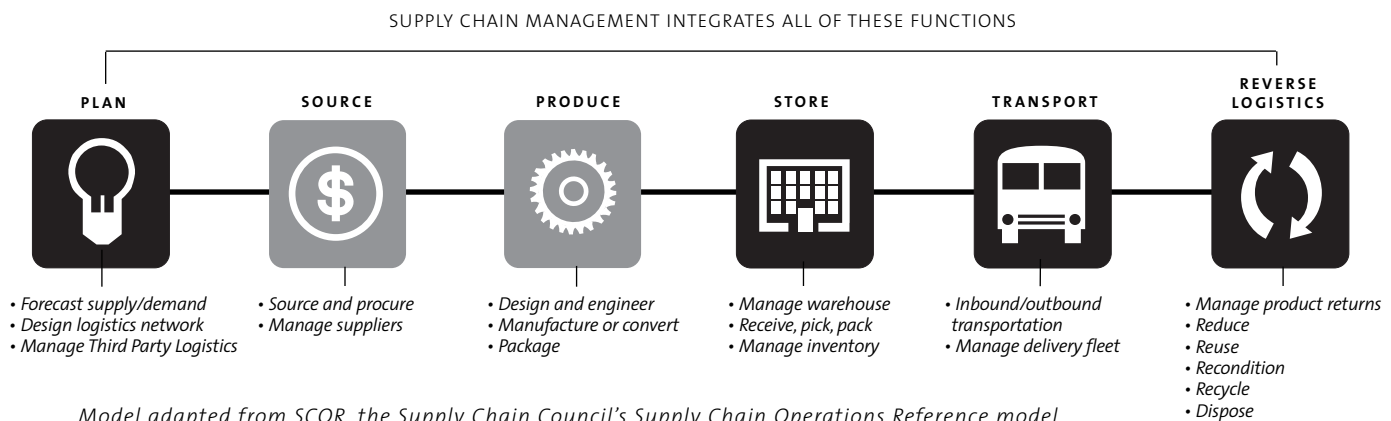 SUPPLY CHAIN MANAGEMENT INTEGRATES ALL OF THESE FUNCTIONS
PLAN
• Forecast supply/demand
• Design logistics network
• Manage Third Party Logistics
SOURCE
$
• Source and procure
• Manage suppliers
PRODUCE
• Design and engineer
• Manufacture or convert
• Package
STORE
• Manage warehouse
• Receive, pick, pack
• Manage inventory
TRANSPORT
• Inbound/outbound
transportation
• Manage delivery fleet
REVERSE
LOGISTICS
• Manage product returns
• Reduce
• Reuse
• Recondition
• Recycle
• Dispose
Model adapted from SCOR, the Supply Chain Council's Supply Chain Operations Reference model